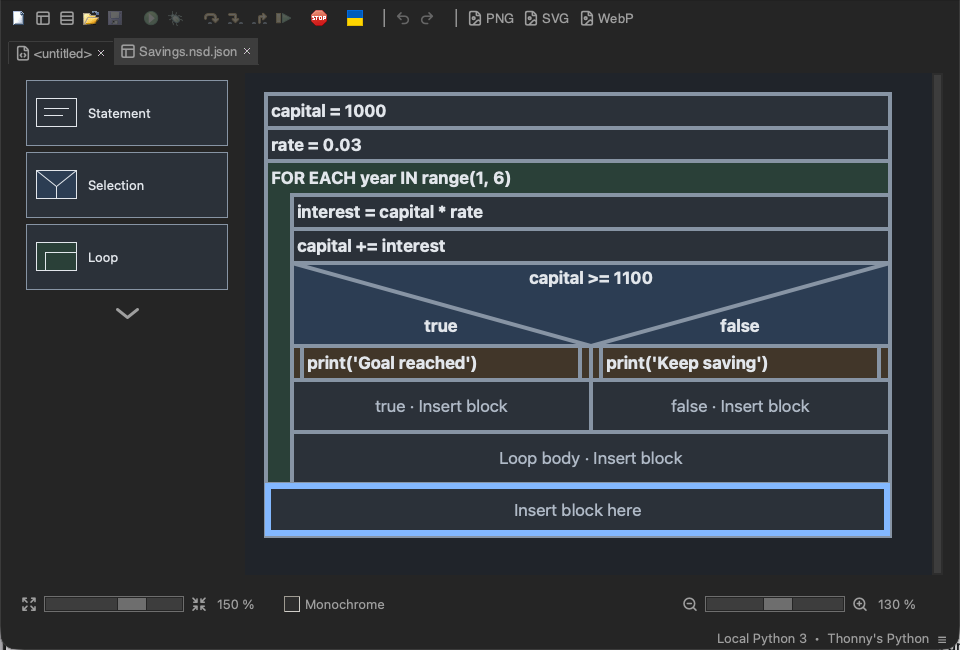 STOP
PNG
SVG
WebP
<untitled> ×
Savings.nsd.json ×
Statement
Selection
Loop
capital = 1000
rate = 0.03
FOR EACH year IN range(1, 6)
interest = capital * rate
capital += interest
capital >= 1100
true
false
print('Goal reached')
print('Keep saving')
true · Insert block
false · Insert block
Loop body · Insert block
Insert block here
150 %
Monochrome
130 %
Local Python 3 • Thonny's Python ≡